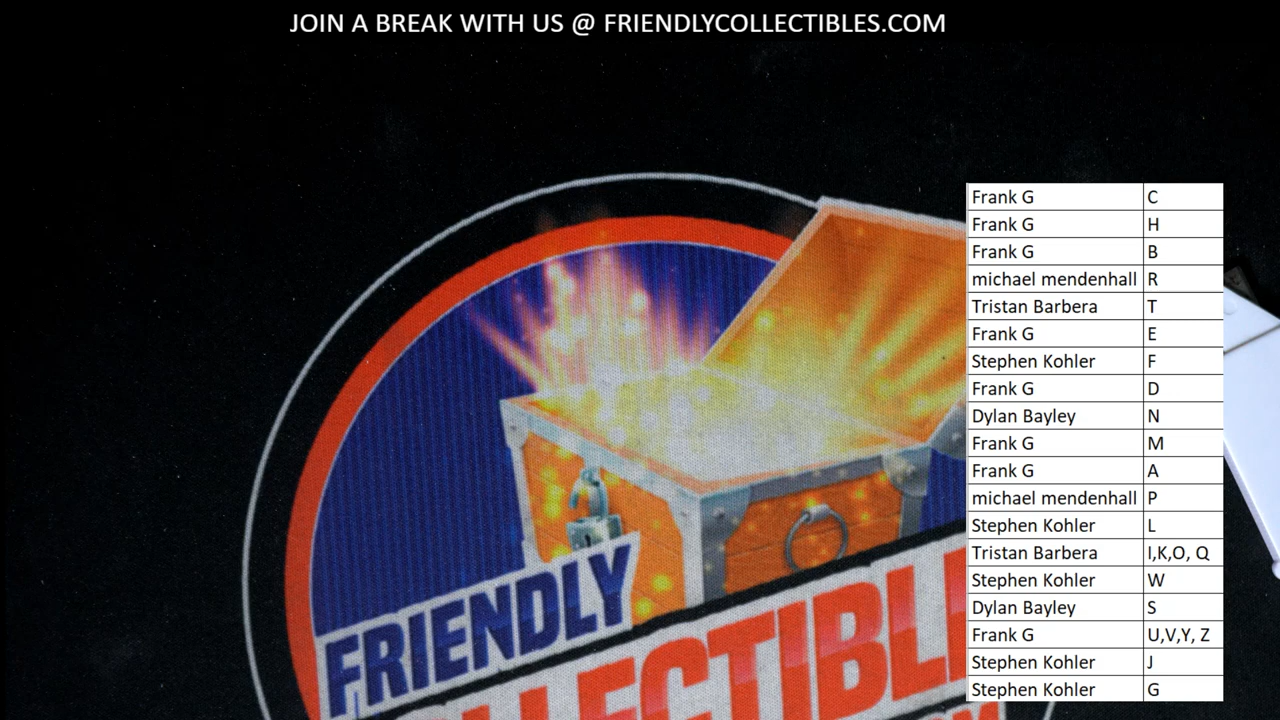 JOIN A BREAK WITH US @ FRIENDLYCOLLECTIBLES.COM
Frank G C
Frank G H
Frank G B
michael mendenhall R
Tristan Barbera T
Frank G E
Stephen Kohler F
Frank G D
Dylan Bayley N
Frank G M
Frank G A
michael mendenhall P
Stephen Kohler L
Tristan Barbera I,K,O, Q
Stephen Kohler W
Dylan Bayley S
Frank G U,V,Y, Z
Stephen Kohler J
Stephen Kohler G
FRIENDLY